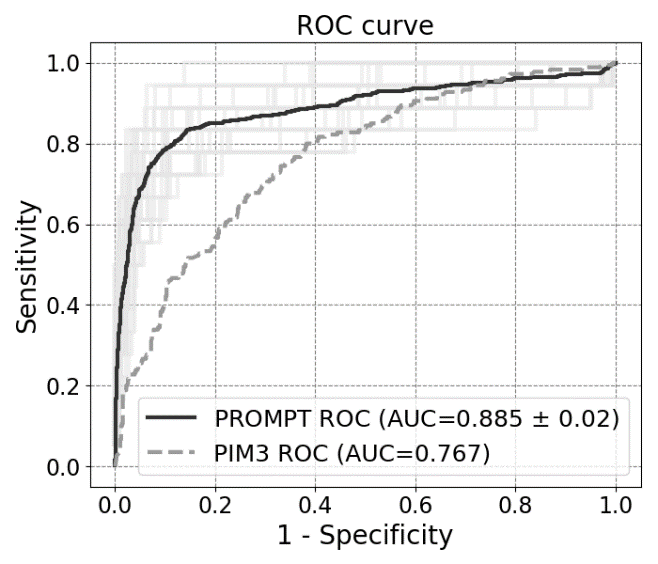 ROC curve
1.0
0.8
0.6
0.4
0.2
0.0
Sensitivity
PROMPT ROC (AUC=0.885 ± 0.02)
PIM3 ROC (AUC=0.767)
0.0 0.2 0.4 0.6 0.8 1.0
1 - Specificity